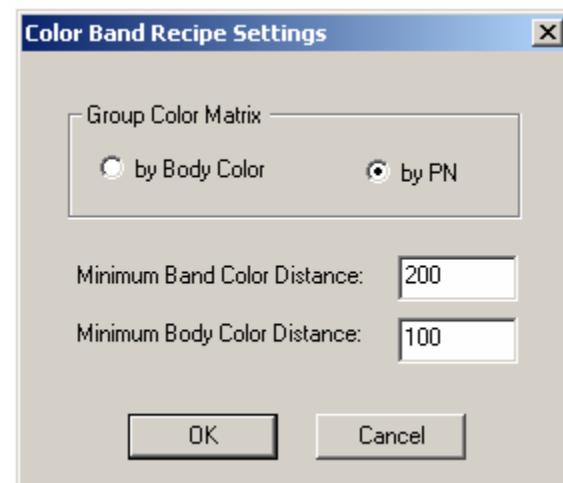 Color Band Recipe Settings
Group Color Matrix
by Body Color
by PN
Minimum Band Color Distance: 200
Minimum Body Color Distance: 100
OK
Cancel